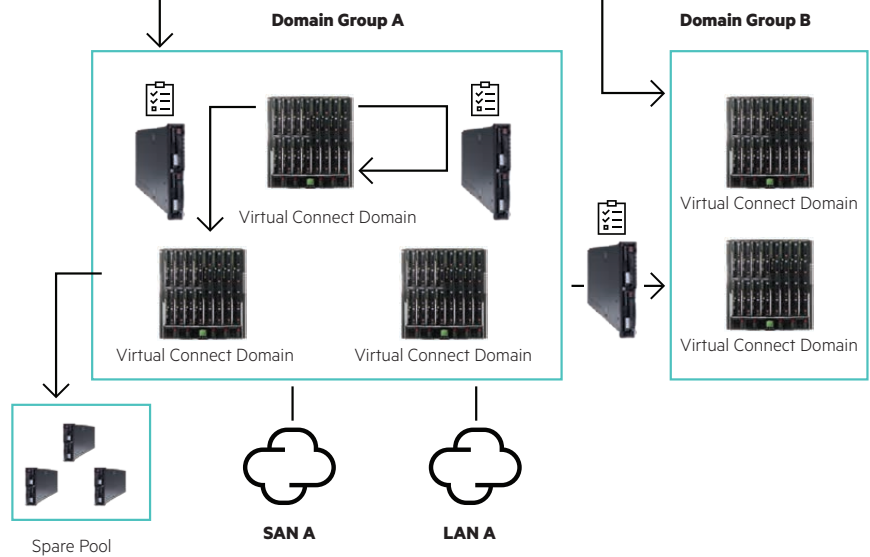 Domain Group A
Domain Group B
Virtual Connect Domain
Virtual Connect Domain
Virtual Connect Domain
Virtual Connect Domain
Virtual Connect Domain
SAN A
LAN A
Spare Pool